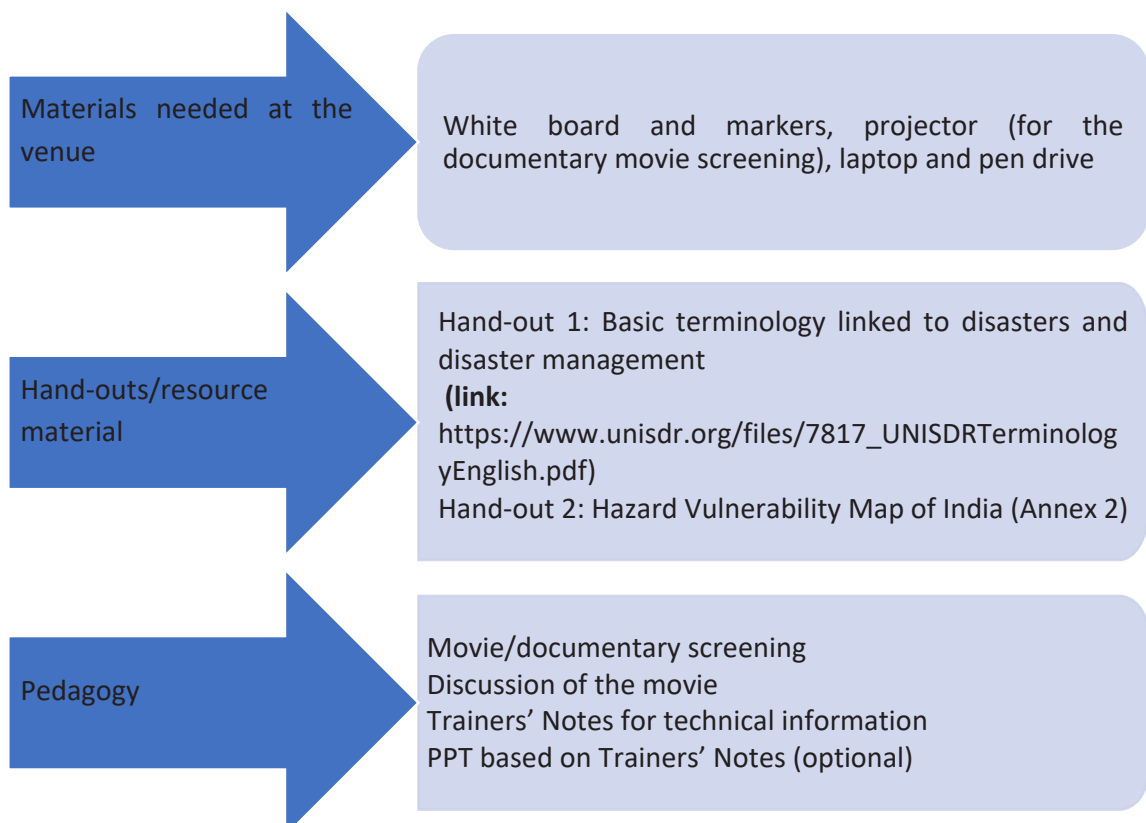 Materials needed at the
venue
White board and markers, projector (for the
documentary movie screening), laptop and pen drive
Hand-outs/resource
material
Hand-out 1: Basic terminology linked to disasters and
disaster management
(link:
https://www.unisdr.org/files/7817_UNISDRTerminolog
yEnglish.pdf)
Hand-out 2: Hazard Vulnerability Map of India (Annex 2)
Pedagogy
Movie/documentary screening
Discussion of the movie
Trainers’ Notes for technical information
PPT based on Trainers’ Notes (optional)